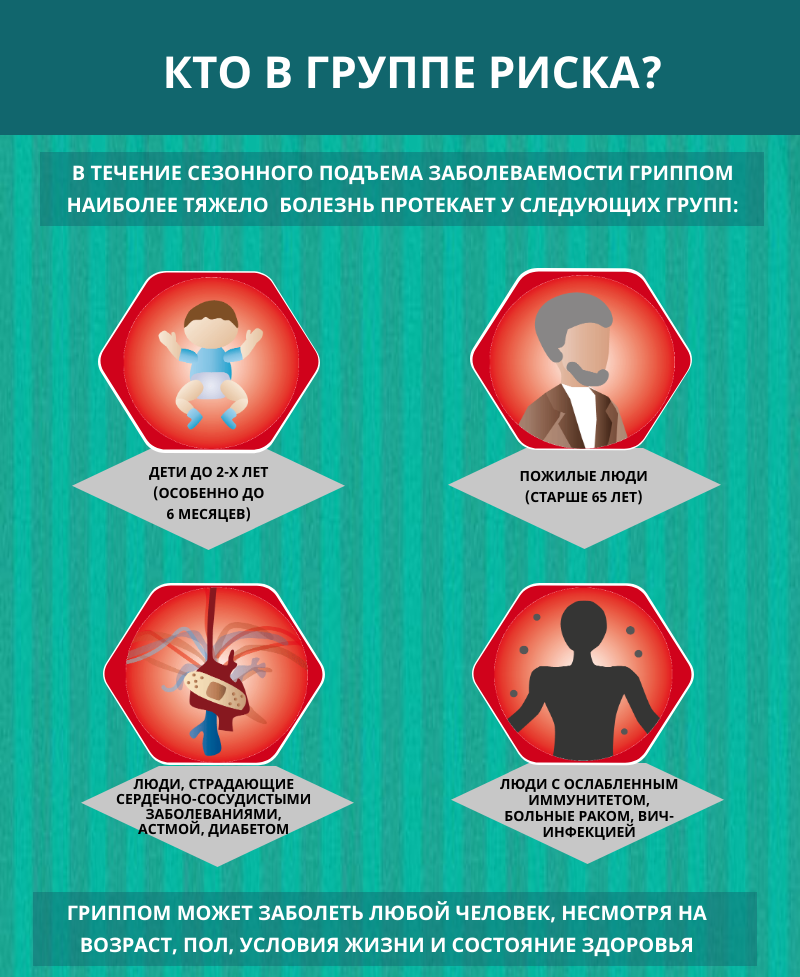 КТО В ГРУППЕ РИСКА?
В ТЕЧЕНИЕ СЕЗОННОГО ПОДЪЕМА ЗАБОЛЕВАЕМОСТИ ГРИППОМ
НАИБОЛЕЕ ТЯЖЕЛО БОЛЕЗНЬ ПРОТЕКАЕТ У СЛЕДУЮЩИХ ГРУПП:
ДЕТИ ДО 2-Х ЛЕТ
(ОСОБЕННО ДО
6 МЕСЯЦЕВ)
ПОЖИЛЫЕ ЛЮДИ
(СТАРШЕ 65 ЛЕТ)
ЛЮДИ, СТРАДАЮЩИЕ
СЕРДЕЧНО-СОСУДИСТЫМИ
ЗАБОЛЕВАНИЯМИ,
АСТМОЙ, ДИАБЕТОМ
ЛЮДИ С ОСЛАБЛЕННЫМ
ИММУНИТЕТОМ,
БОЛЬНЫЕ РАКОМ, ВИЧ-
ИНФЕКЦИЕЙ
ГРИППОМ МОЖЕТ ЗАБОЛЕТЬ ЛЮБОЙ ЧЕЛОВЕК, НЕСМОТРЯ НА
ВОЗРАСТ, ПОЛ, УСЛОВИЯ ЖИЗНИ И СОСТОЯНИЕ ЗДОРОВЬЯ